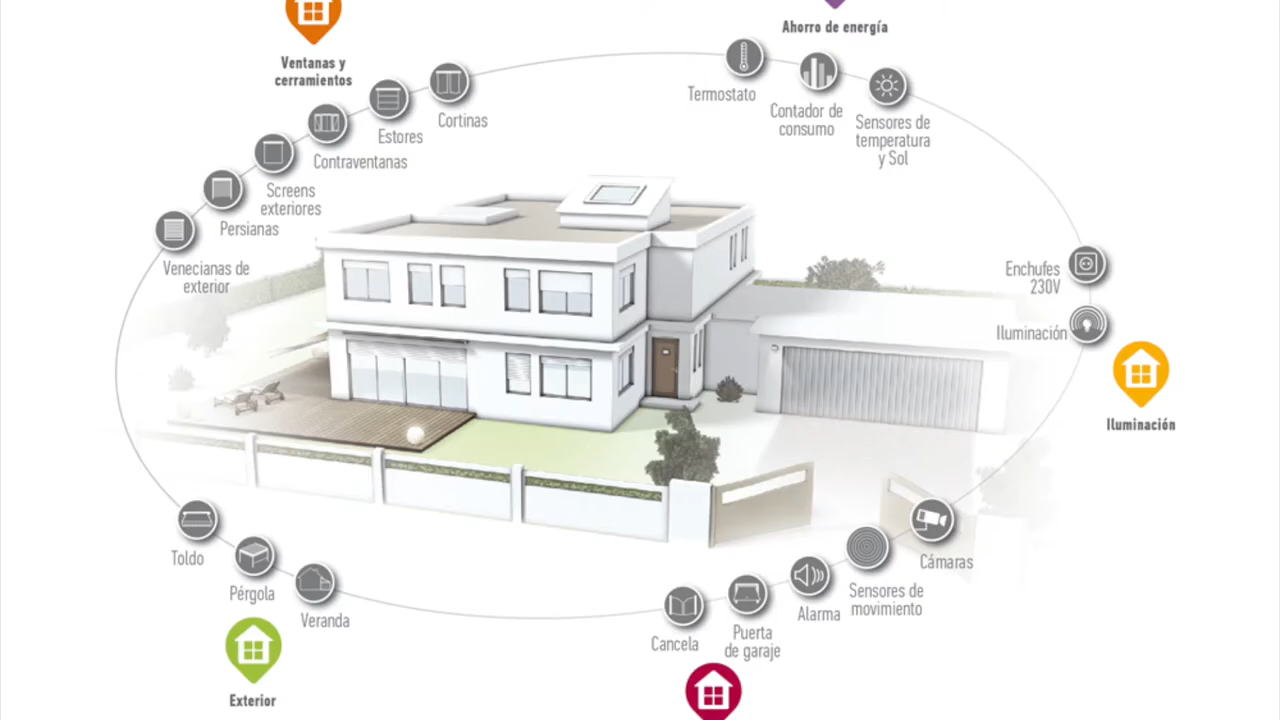 Ahorro de energía
Ventanas y
cerramientos
Termostato
Contador de
consumo
Sensores de
temperatura
y Sol
Cortinas
Estores
Contraventanas
Screens
exteriores
Persianas
Venecianas de
exterior
Enchufes
230V
Iluminación
Iluminación
Toldo
Pérgola
Veranda
Exterior
Cámaras
Sensores de
movimiento
Alarma
Puerta
de garaje
Cancela